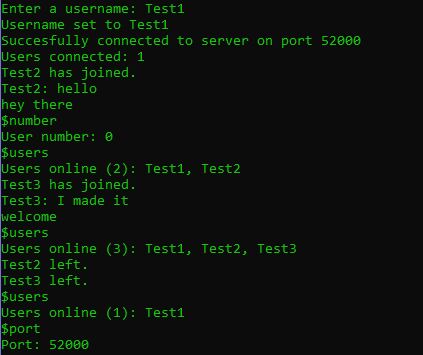 Enter a username: Test1
Username set to Test1
Succesfully connected to server on port 52000
Users connected: 1
Test2 has joined.
Test2: hello
hey there
$number
User number: 0
$users
Users online (2): Test1, Test2
Test3 has joined.
Test3: I made it
welcome
$users
Users online (3): Test1, Test2, Test3
Test2 left.
Test3 left.
$users
Users online (1): Test1
$port
Port: 52000